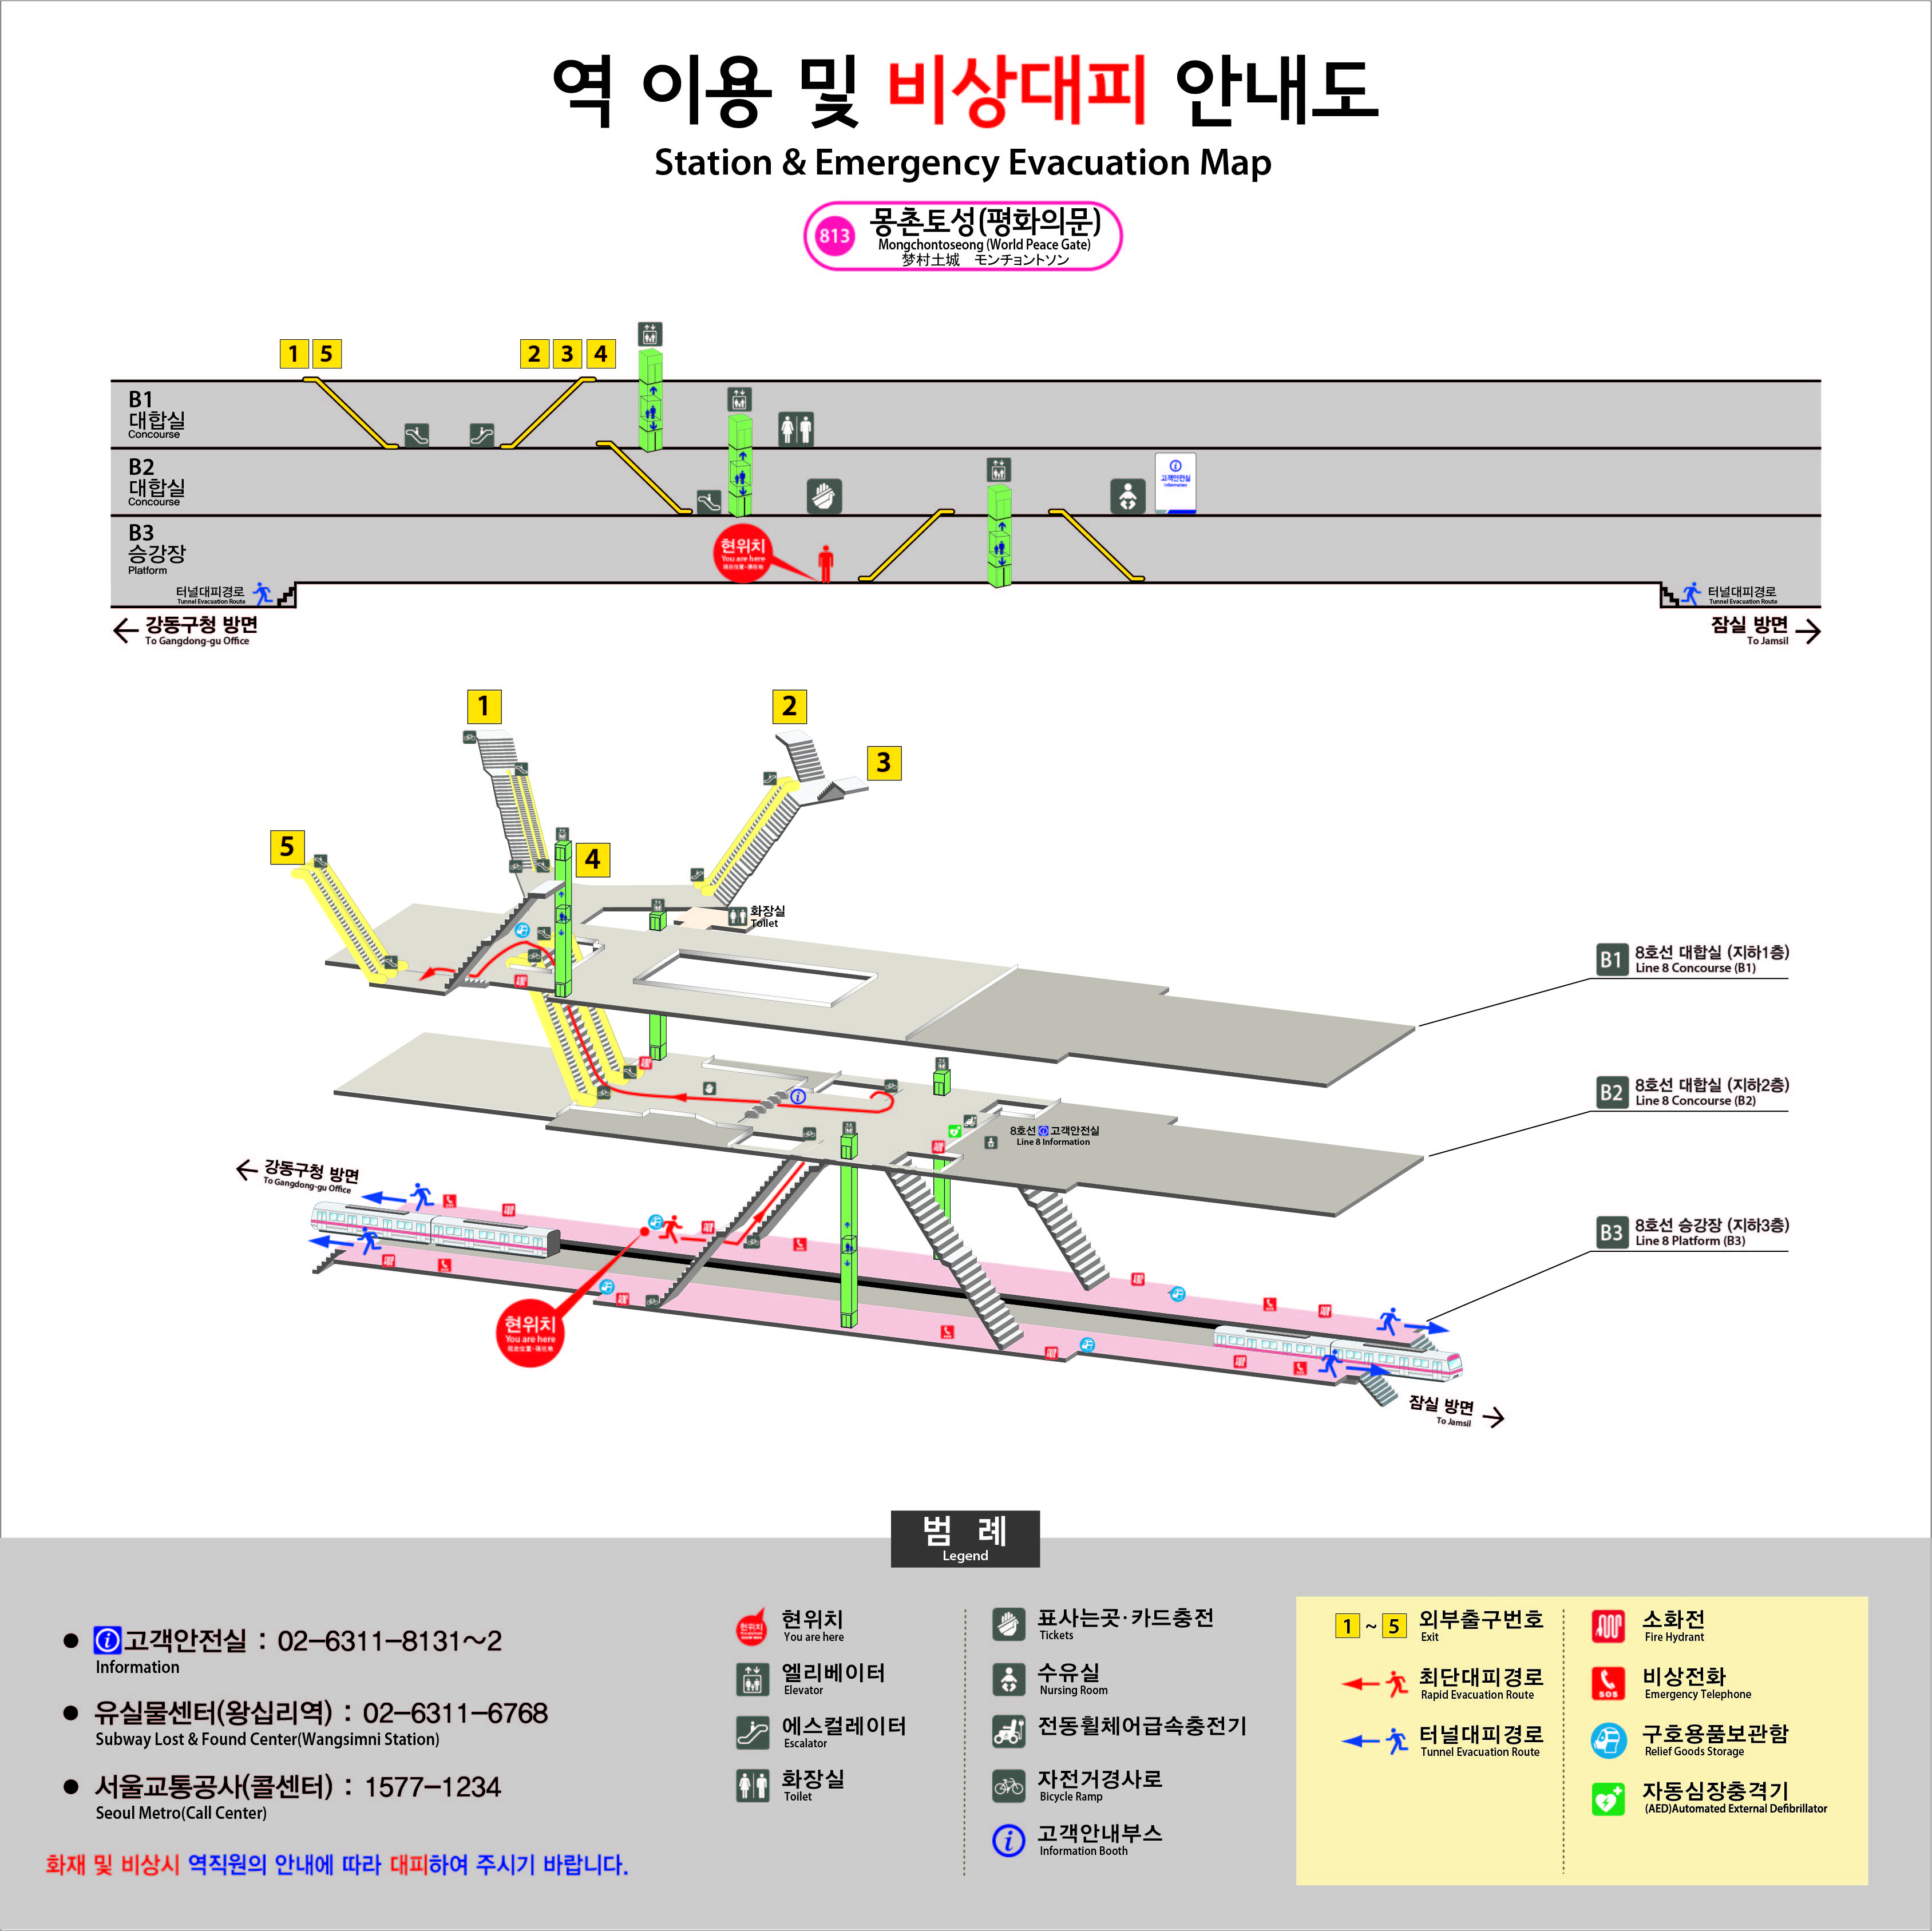 역 이용 및 비상대피 안내도
Station & Emergency Evacuation Map
813
몽촌토성(평화의문)
Mongchontoseong (World Peace Gate)
梦村土城 モンチョントソン
1 5
2 3 4
B1
대합실
Concourse
B2
대합실
Concourse
고객안전실
Information
B3
승강장
Platform
현위치
You are here
터널대피경로
Tunnel Evacuation Route
터널대피경로
Tunnel Evacuation Route
강동구청 방면
To Gangdong-gu Office
잠실 방면
To Jamsil
1
2
3
5
4
화장실
Toilet
B1 8호선 대합실 (지하1층)
Line 8 Concourse (B1)
B2 8호선 대합실 (지하2층)
Line 8 Concourse (B2)
8호선 고객안전실
Line 8 Information
강동구청 방면
To Gangdong-gu Office
B3 8호선 승강장 (지하3층)
Line 8 Platform (B3)
현위치
You are here
잠실 방면
To Jamsil
범 례
Legend
고객안전실 : 02-6311-8131~2
Information
유실물센터(왕십리역) : 02-6311-6768
Subway Lost & Found Center(Wangsimni Station)
서울교통공사(콜센터) : 1577-1234
Seoul Metro(Call Center)
화재 및 비상시 역직원의 안내에 따라 대피하여 주시기 바랍니다.
현위치
You are here
엘리베이터
Elevator
에스컬레이터
Escalator
화장실
Toilet
표사는곳·카드충전
Tickets
수유실
Nursing Room
전동휠체어급속충전기
자전거경사로
Bicycle Ramp
고객안내부스
Information Booth
1 ~ 5 외부출구번호
Exit
최단대피경로
Rapid Evacuation Route
터널대피경로
Tunnel Evacuation Route
소화전
Fire Hydrant
SOS
비상전화
Emergency Telephone
구호용품보관함
Relief Goods Storage
자동심장충격기
(AED)Automated External Defibrillator